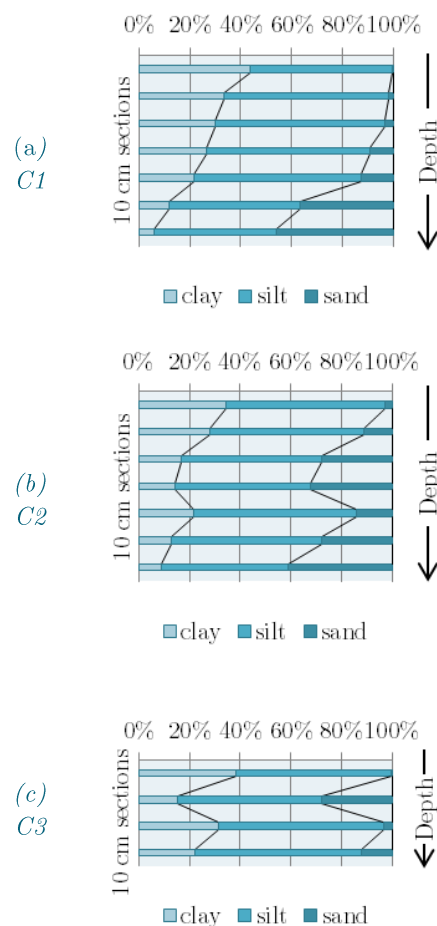 0% 20% 40% 60% 80% 100%
(a)
C1
10 cm sections
Depth
clay silt sand
0% 20% 40% 60% 80% 100%
(b)
C2
10 cm sections
Depth
clay silt sand
0% 20% 40% 60% 80% 100%
(c)
C3
10 cm sections
Depth
clay silt sand